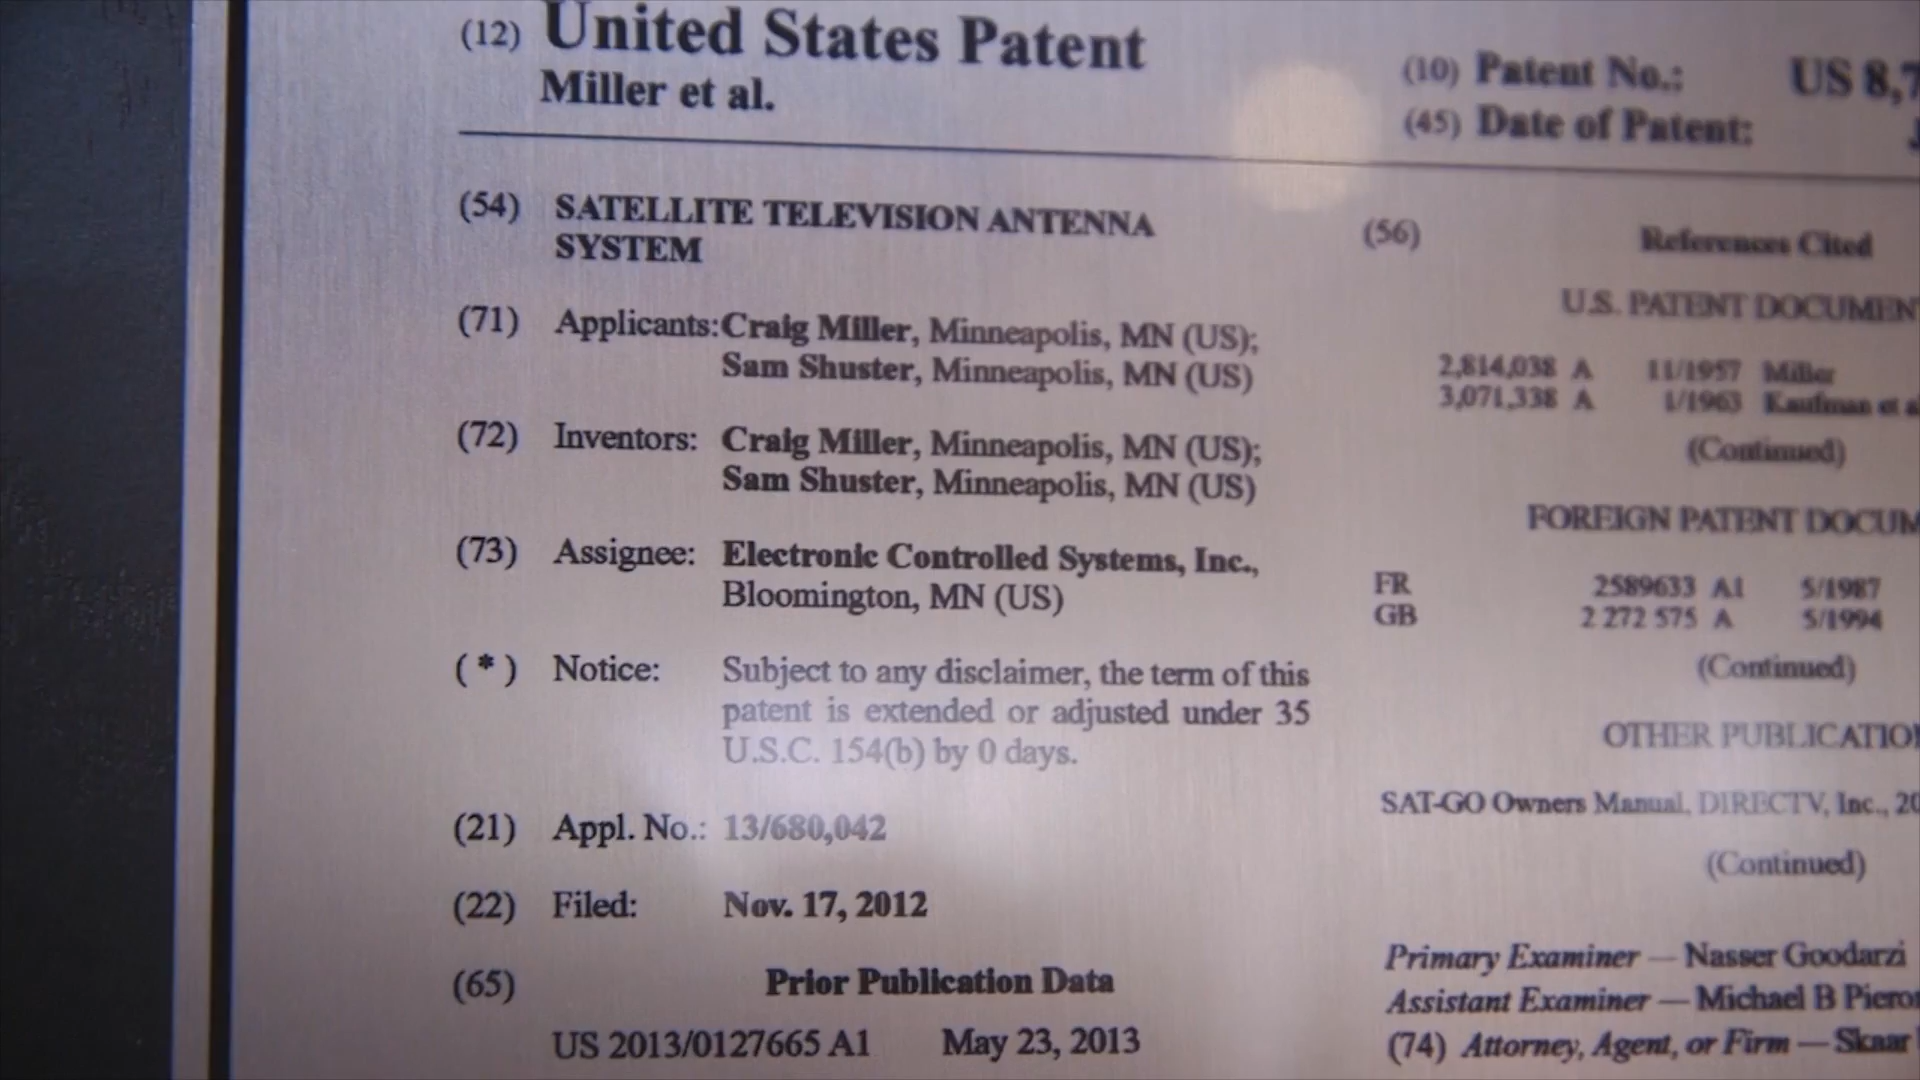 (12) United States Patent
Miller et al.
(10) Patent No.: US 8,7
(45) Date of Patent:
(54) SATELLITE TELEVISION ANTENNA
SYSTEM
(71) Applicants: Craig Miller, Minneapolis, MN (US);
Sam Shuster, Minneapolis, MN (US)
(72) Inventors: Craig Miller, Minneapolis, MN (US);
Sam Shuster, Minneapolis, MN (US)
(73) Assignee: Electronic Controlled Systems, Inc.,
Bloomington, MN (US)
( * ) Notice: Subject to any disclaimer, the term of this
patent is extended or adjusted under 35
U.S.C. 154(b) by 0 days.
(21) Appl. No.: 13/680,042
(22) Filed: Nov. 17, 2012
(65) Prior Publication Data
US 2013/0127665 A1 May 23, 2013
(56) References Cited
U.S. PATENT DOCUMEN
2,814,038 A 11/1957 Miller
3,071,338 A 1/1963 Kaufman et a
(Continued)
FOREIGN PATENT DOCUM
FR 2589633 A1 5/1987
GB 2 272 575 A 5/1994
(Continued)
OTHER PUBLICATIO
SAT-GO Owners Manual, DIRECTV, Inc., 20
(Continued)
Primary Examiner — Nasser Goodarzi
Assistant Examiner — Michael B Piero
(74) Attorney, Agent, or Firm — Skaar